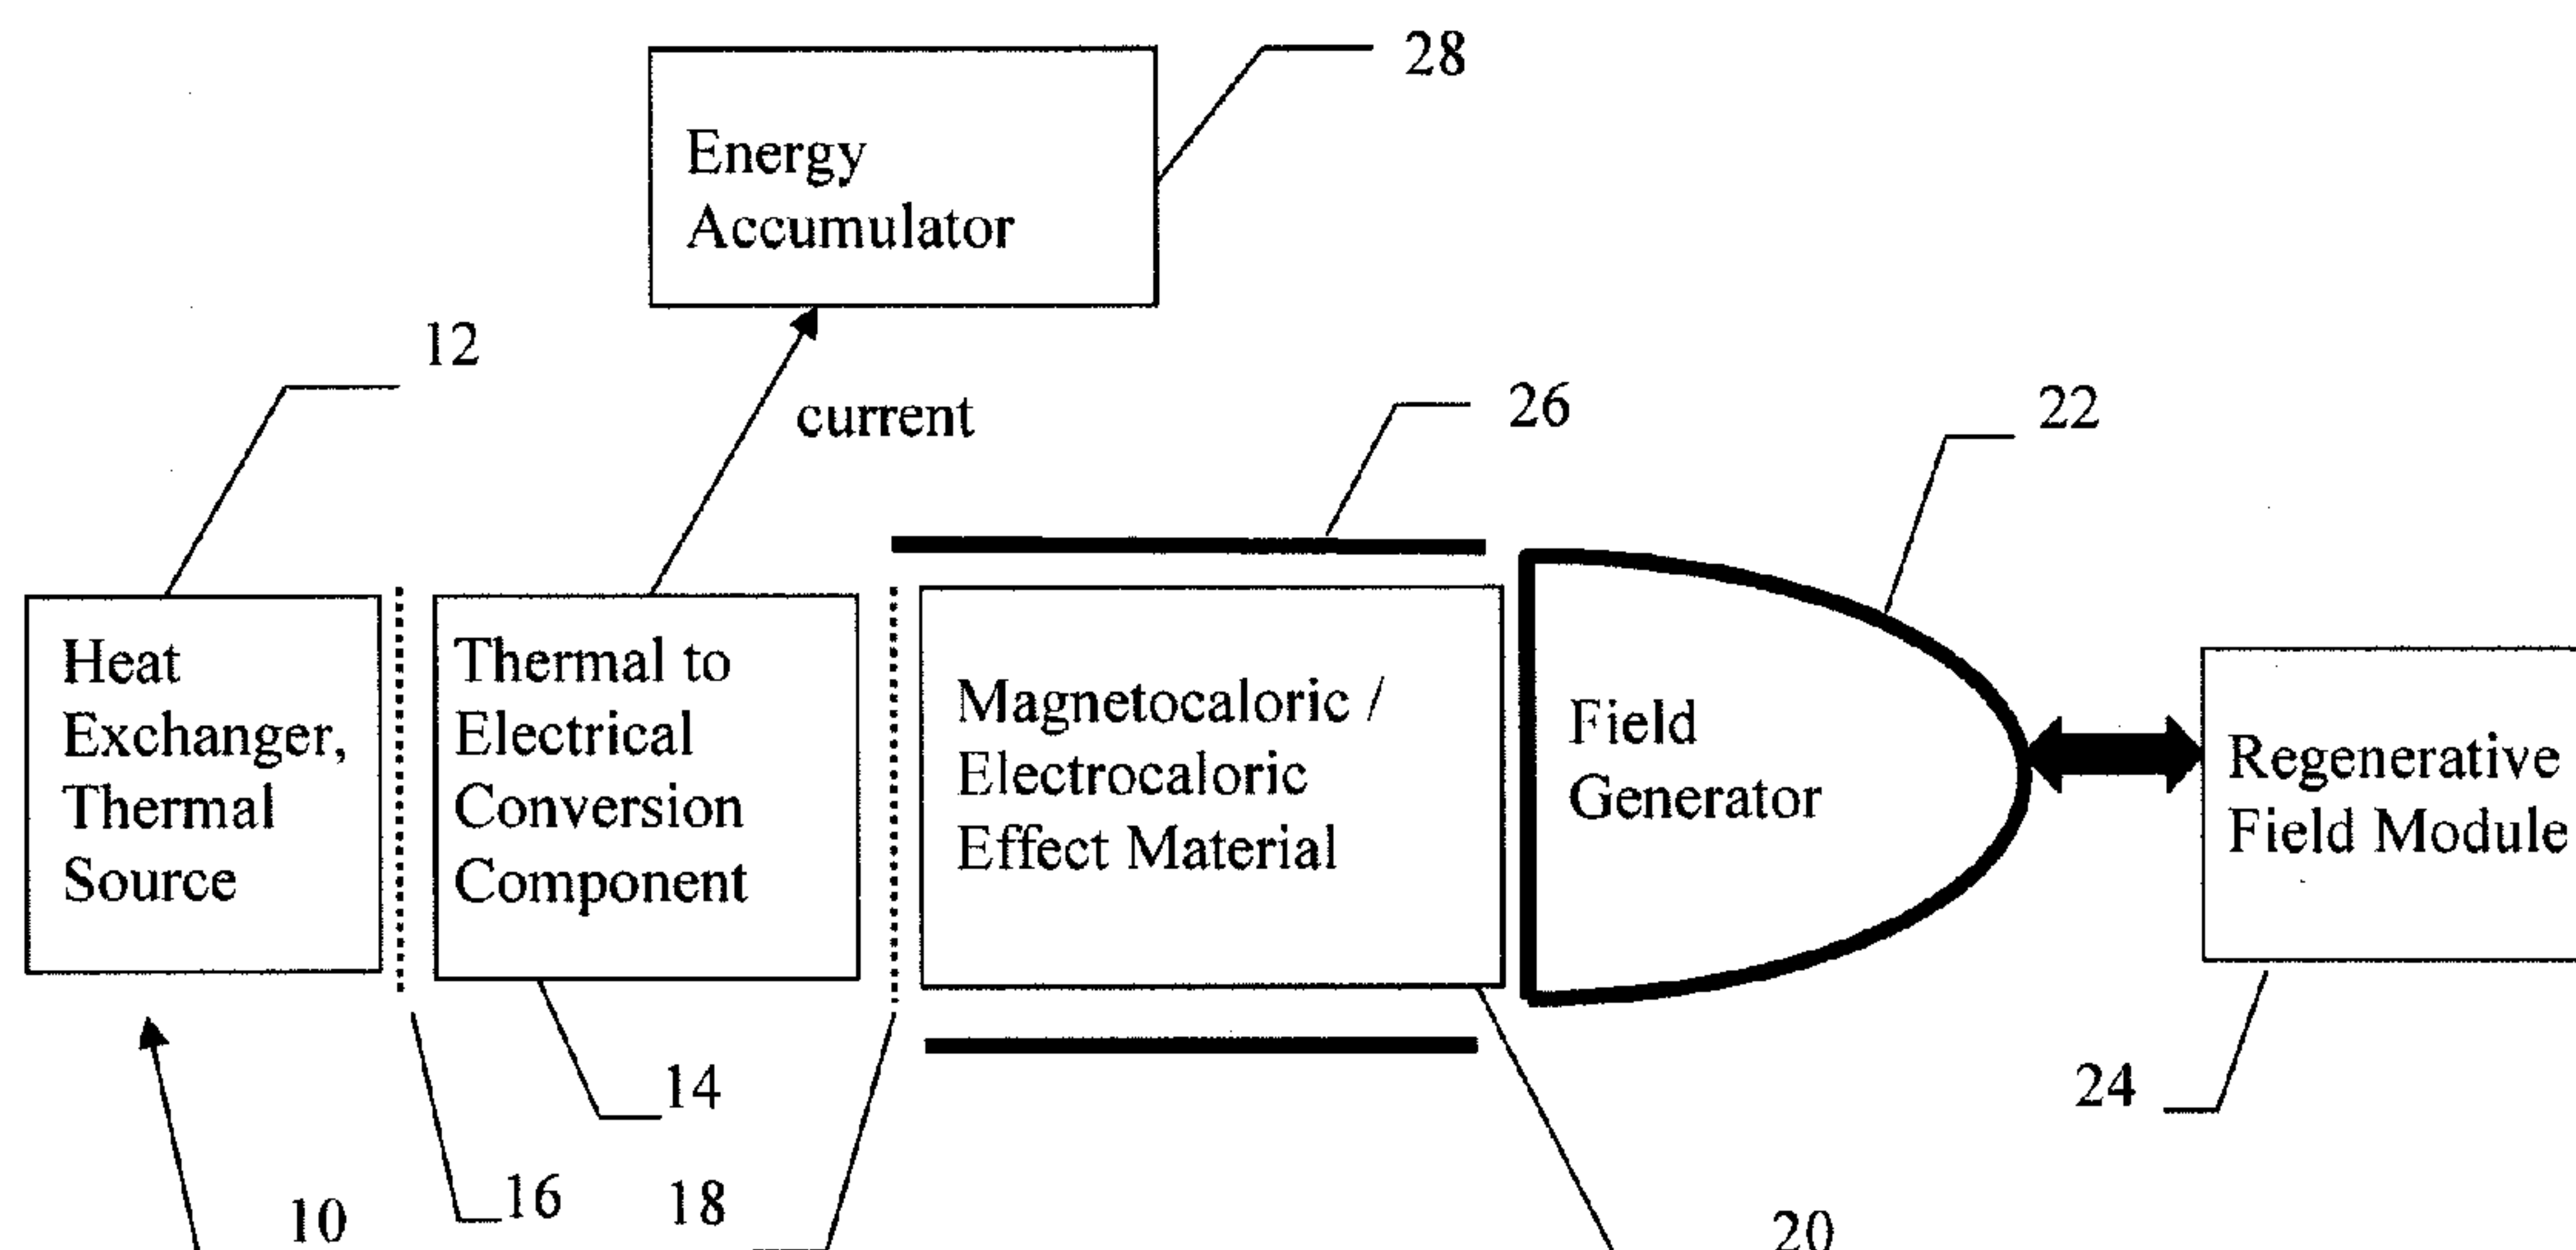 28
Energy
Accumulator
12
current
26
22
Heat
Exchanger,
Thermal
Source
Thermal to
Electrical
Conversion
Component
Magnetocaloric /
Electrocaloric
Effect Material
Field
Generator
Regenerative
Field Module
14
24
16
18
10
20